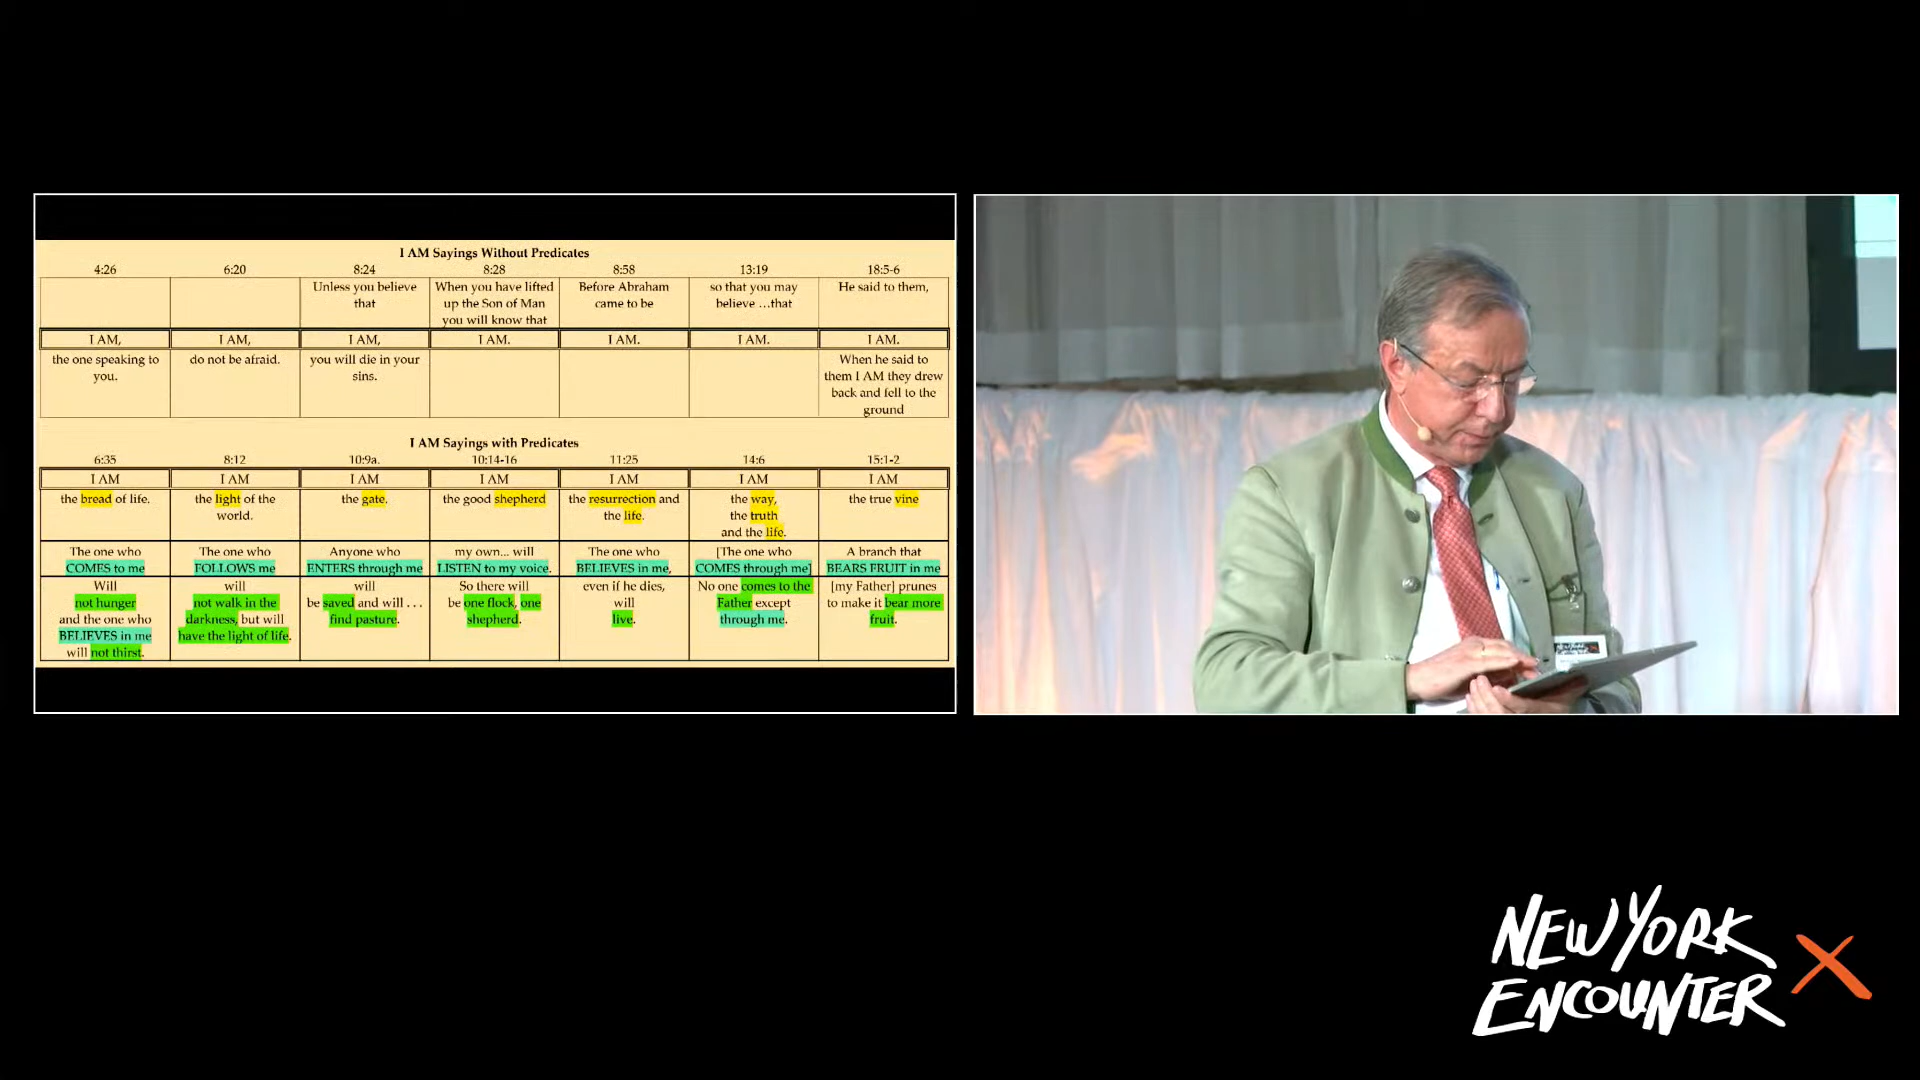 I AM Sayings Without Predicates
4:26 6:20 8:24 8:28 8:58 13:19 18:5-6
Unless you believe that
When you have lifted up the Son of Man you will know that
Before Abraham came to be
so that you may believe ...that
He said to them,
I AM, I AM, I AM, I AM. I AM. I AM. I AM.
the one speaking to you.
do not be afraid.
you will die in your sins.
When he said to them I AM they drew back and fell to the ground
I AM Sayings with Predicates
6:35 8:12 10:9a. 10:14-16 11:25 14:6 15:1-2
I AM I AM I AM I AM I AM I AM I AM
the bread of life.
the light of the world.
the gate.
the good shepherd
the resurrection and the life.
the way, the truth and the life.
the true vine
The one who COMES to me
The one who FOLLOWS me
Anyone who ENTERS through me
my own... will LISTEN to my voice.
The one who BELIEVES in me,
[The one who COMES through me]
A branch that BEARS FRUIT in me
Will not hunger and the one who BELIEVES in me will not thirst.
will not walk in the darkness, but will have the light of life.
will be saved and will . . . find pasture.
So there will be one flock, one shepherd.
even if he dies, will live.
No one comes to the Father except through me.
[my Father] prunes to make it bear more fruit.
NEW YORK
ENCOUNTER